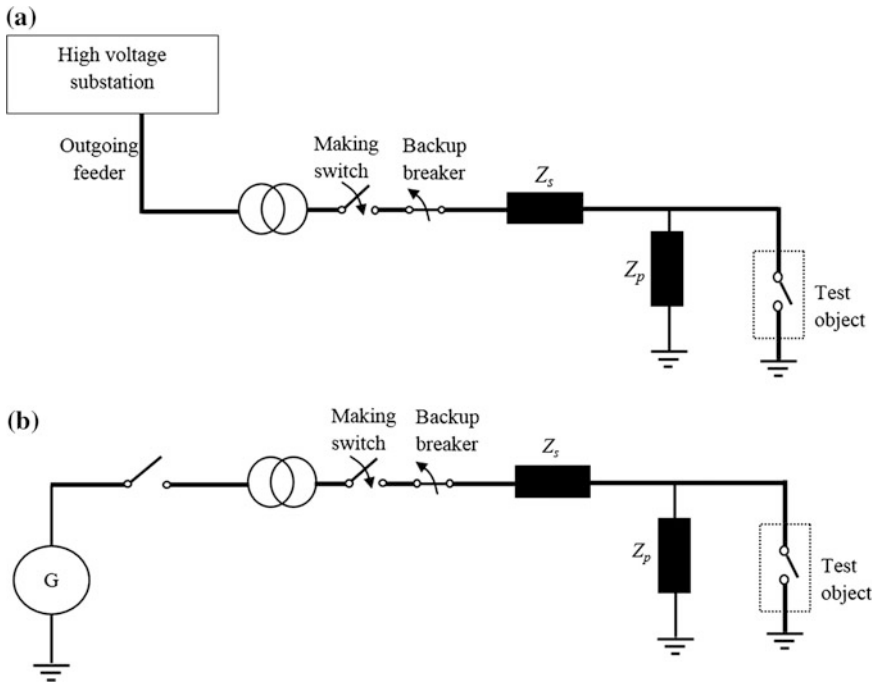 (a)
High voltage
substation
Outgoing
feeder
Making
switch
Backup
breaker
Zs
Zp
Test
object
(b)
Making
switch
Backup
breaker
Zs
Zp
G
Test
object